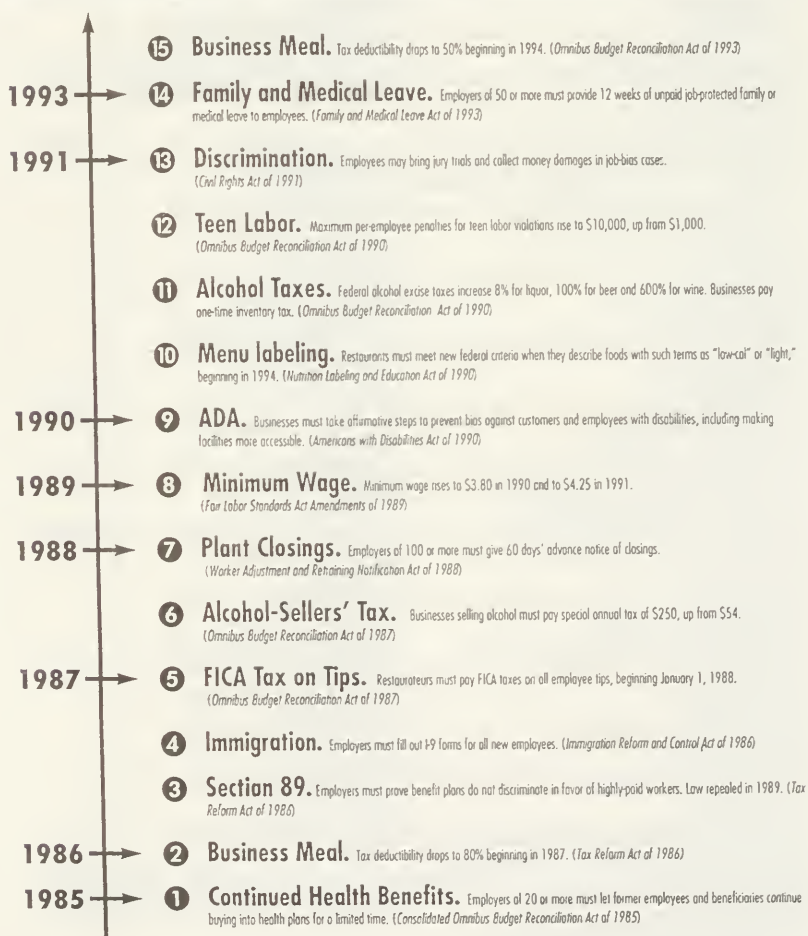 15 Business Meal. Tax deductibility drops to 50% beginning in 1994. (Omnibus Budget Reconciliation Act of 1993)
1993 14 Family and Medical Leave. Employers of 50 or more must provide 12 weeks of unpaid job-protected family or
medical leave to employees. (Family and Medical Leave Act of 1993)
1991 13 Discrimination. Employees may bring jury trials and collect money damages in job-bias cases.
(Civil Rights Act of 1991)
12 Teen Labor. Maximum per-employee penalties for teen labor violations rise to $10,000, up from $1,000.
(Omnibus Budget Reconciliation Act of 1990)
11 Alcohol Taxes. Federal alcohol excise taxes increase 8% for liquor, 100% for beer and 600% for wine. Businesses pay
one-time inventory tax. (Omnibus Budget Reconciliation Act of 1990)
10 Menu labeling. Restaurants must meet new federal criteria when they describe foods with such terms as "low-cal" or "light,"
beginning in 1994. (Nutrition Labeling and Education Act of 1990)
1990 9 ADA. Businesses must take affirmative steps to prevent bias against customers and employees with disabilities, including making
facilities more accessible. (Americans with Disabilities Act of 1990)
1989 8 Minimum Wage. Minimum wage rises to $3.80 in 1990 and to $4.25 in 1991.
(Fair Labor Standards Act Amendments of 1989)
1988 7 Plant Closings. Employers of 100 or more must give 60 days' advance notice of closings.
(Worker Adjustment and Retraining Notification Act of 1988)
6 Alcohol-Sellers' Tax. Businesses selling alcohol must pay special annual tax of $250, up from $54.
(Omnibus Budget Reconciliation Act of 1987)
1987 5 FICA Tax on Tips. Restaurateurs must pay FICA taxes on all employee tips, beginning January 1, 1988.
(Omnibus Budget Reconciliation Act of 1987)
4 Immigration. Employers must fill out I-9 forms for all new employees. (Immigration Reform and Control Act of 1986)
3 Section 89. Employers must prove benefit plans do not discriminate in favor of highly-paid workers. Law repealed in 1989. (Tax
Reform Act of 1986)
1986 2 Business Meal. Tax deductibility drops to 80% beginning in 1987. (Tax Reform Act of 1986)
1985 1 Continued Health Benefits. Employers of 20 or more must let former employees and beneficiaries continue
buying into health plans for a limited time. (Consolidated Omnibus Budget Reconciliation Act of 1985)